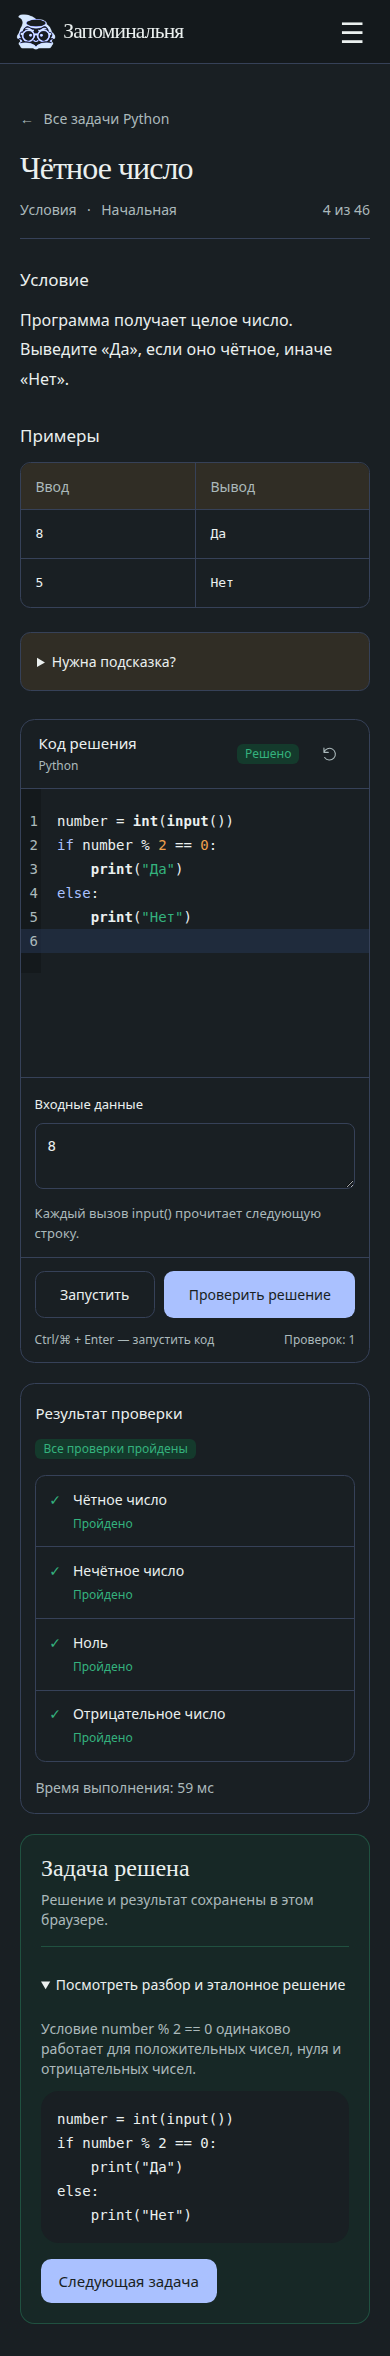 Запоминальня
☰
← Все задачи Python
Чётное число
Условия · Начальная 4 из 46
Условие
Программа получает целое число.
Выведите «Да», если оно чётное, иначе
«Нет».
Примеры
Ввод Вывод
8 Да
5 Нет
▶ Нужна подсказка?
Код решения
Python
Решено
1 number = int(input())
2 if number % 2 == 0:
3     print("Да")
4 else:
5     print("Нет")
6
Входные данные
8
Каждый вызов input() прочитает следующую
строку.
Запустить Проверить решение
Ctrl/⌘ + Enter — запустить код Проверок: 1
Результат проверки
Все проверки пройдены
✓ Чётное число
Пройдено
✓ Нечётное число
Пройдено
✓ Ноль
Пройдено
✓ Отрицательное число
Пройдено
Время выполнения: 59 мс
Задача решена
Решение и результат сохранены в этом
браузере.
▼ Посмотреть разбор и эталонное решение
Условие number % 2 == 0 одинаково
работает для положительных чисел, нуля и
отрицательных чисел.
number = int(input())
if number % 2 == 0:
    print("Да")
else:
    print("Нет")
Следующая задача